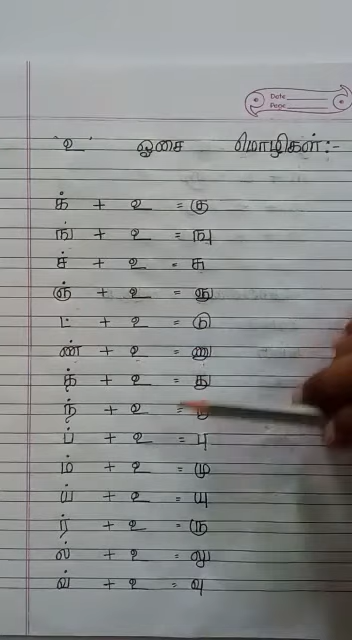 Date
Page
'உ' ஓசை மொழிகள்:-
க் + உ = கு
ங் + உ = ஙு
ச் + உ = சு
ஞ் + உ = ஞு
ட் + உ = டு
ண் + உ = ணு
த் + உ = து
ந் + உ =
ப் + உ = பு
ம் + உ = மு
ய் + உ = யு
ர் + உ = ரு
ல் + உ = லு
வ் + உ = வு